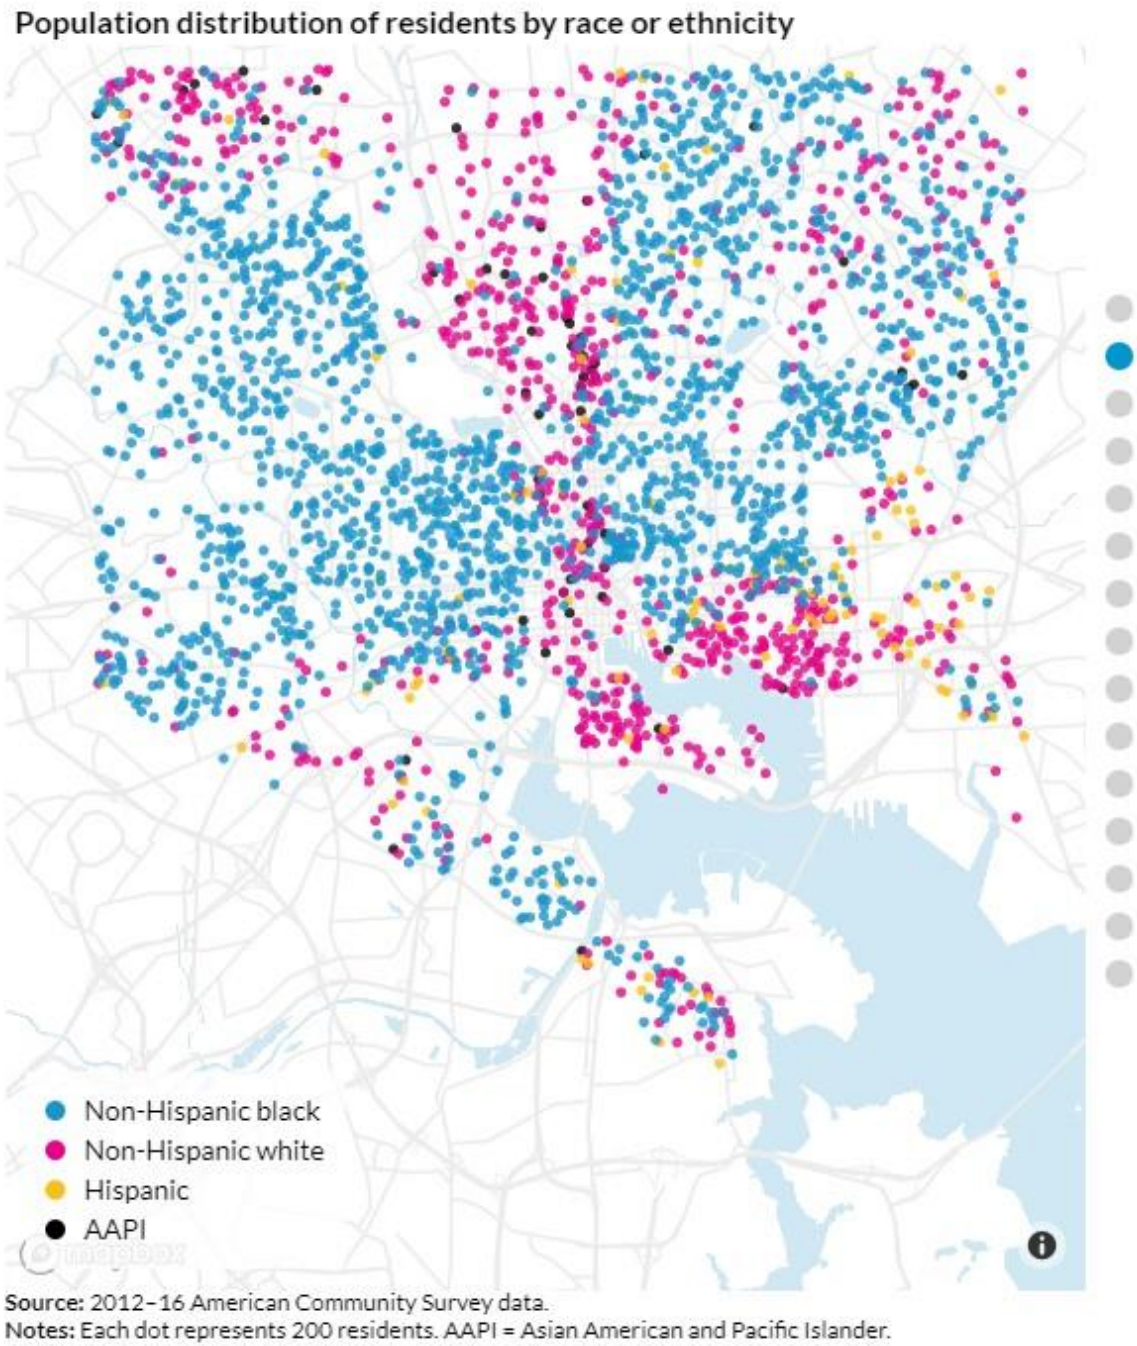 Population distribution of residents by race or ethnicity
Non-Hispanic black
Non-Hispanic white
Hispanic
AAPI
mapbox
Source: 2012–16 American Community Survey data.
Notes: Each dot represents 200 residents. AAPI = Asian American and Pacific Islander.